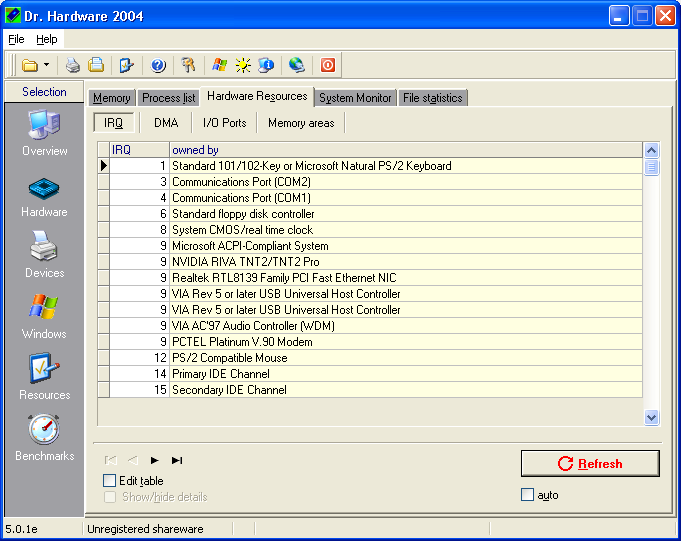 Dr. Hardware 2004
File Help
Selection
Overview
Hardware
Devices
Windows
Resources
Benchmarks
Memory Process list Hardware Resources System Monitor File statistics
IRQ DMA I/O Ports Memory areas
IRQ owned by
1 Standard 101/102-Key or Microsoft Natural PS/2 Keyboard
3 Communications Port (COM2)
4 Communications Port (COM1)
6 Standard floppy disk controller
8 System CMOS/real time clock
9 Microsoft ACPI-Compliant System
9 NVIDIA RIVA TNT2/TNT2 Pro
9 Realtek RTL8139 Family PCI Fast Ethernet NIC
9 VIA Rev 5 or later USB Universal Host Controller
9 VIA Rev 5 or later USB Universal Host Controller
9 VIA AC'97 Audio Controller (WDM)
9 PCTEL Platinum V.90 Modem
12 PS/2 Compatible Mouse
14 Primary IDE Channel
15 Secondary IDE Channel
Edit table
Show/hide details
Refresh
auto
5.0.1e Unregistered shareware